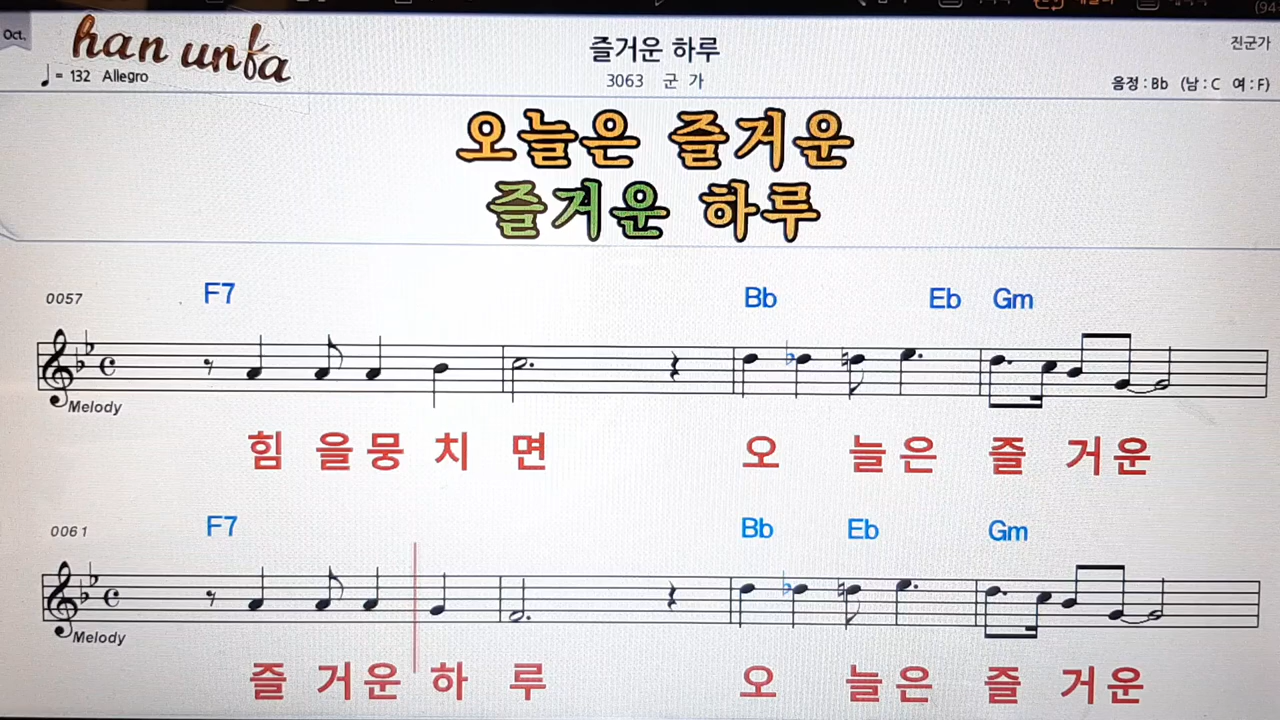 Oct.
han unfa
♩= 132 Allegro
즐거운 하루
3063 군 가
진군가
음정 : Bb (남 : C 여 : F)
오늘은 즐거운
즐거운 하루
0057 F7 Bb Eb Gm
Melody
힘 을 뭉 치 면 오 늘 은 즐 거 운
0061 F7 Bb Eb Gm
Melody
즐 거 운 하 루 오 늘 은 즐 거 운